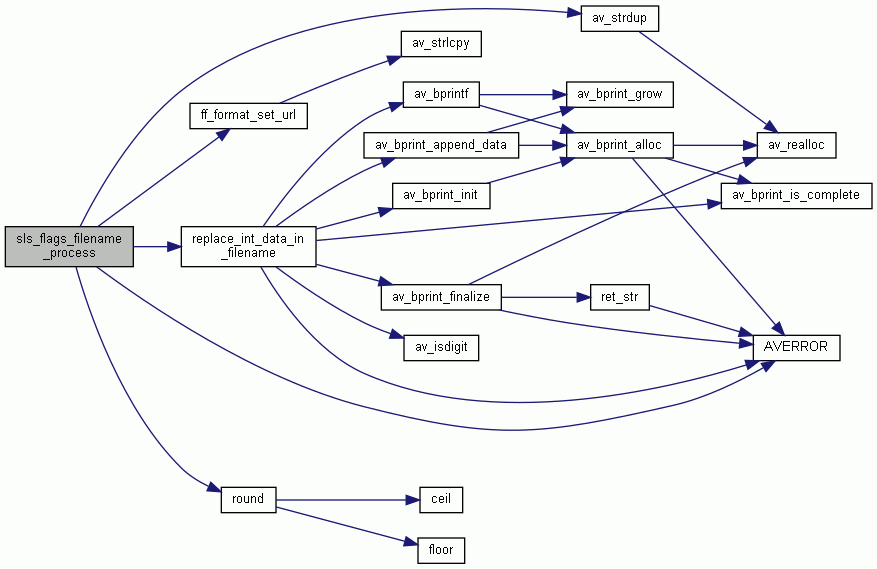 av_strdup
av_strlcpy
av_bprintf
av_bprint_grow
ff_format_set_url
av_bprint_append_data
av_bprint_alloc
av_realloc
av_bprint_init
av_bprint_is_complete
sls_flags_filename
_process
replace_int_data_in
_filename
av_bprint_finalize
ret_str
av_isdigit
AVERROR
round
ceil
floor